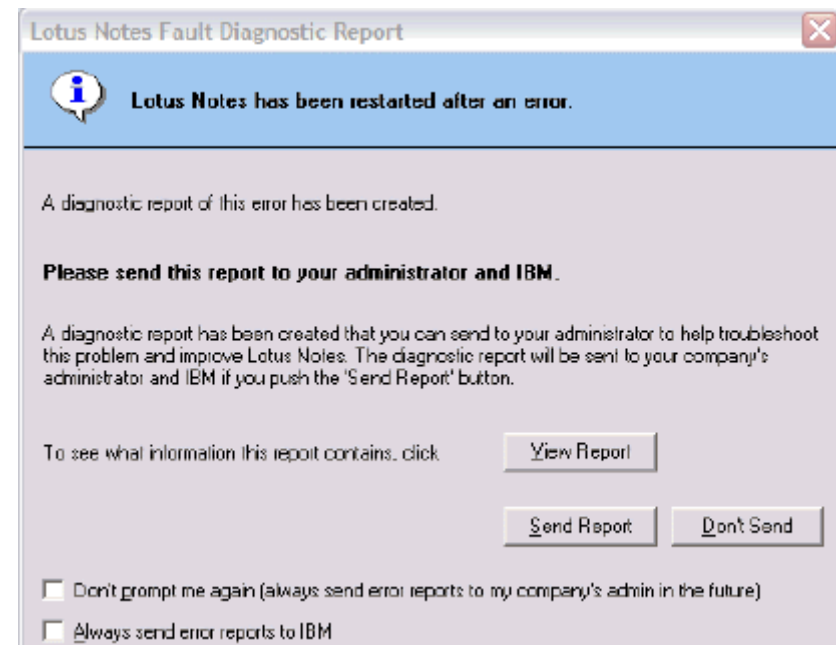 Lotus Notes Fault Diagnostic Report
Lotus Notes has been restarted after an error.
A diagnostic report of this error has been created.
Please send this report to your administrator and IBM.
A diagnostic report has been created that you can send to your administrator to help troubleshoot
this problem and improve Lotus Notes. The diagnostic report will be sent to your company's
administrator and IBM if you push the 'Send Report' button.
To see what information this report contains, click
View Report
Send Report
Don't Send
Don't prompt me again (always send error reports to my company's admin in the future)
Always send error reports to IBM